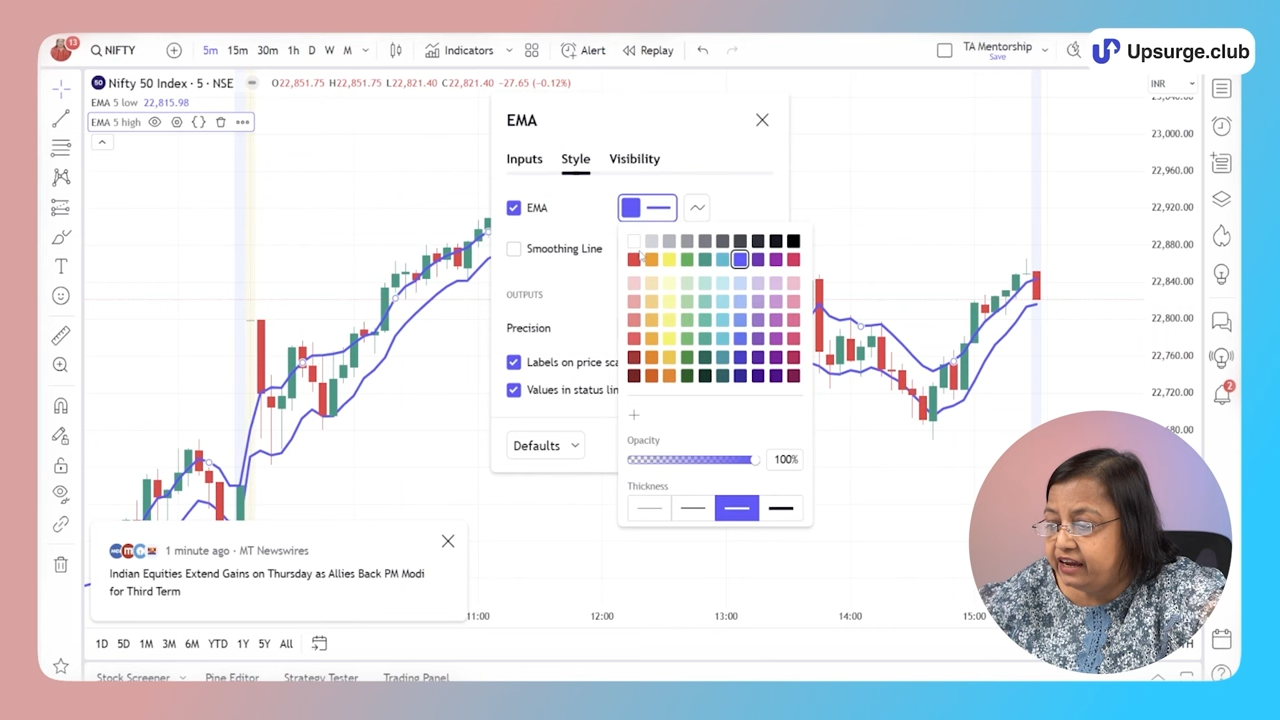 13
NIFTY
5m 15m 30m 1h D W M
Indicators
Alert
Replay
TA Mentorship
Save
Upsurge.club
50 Nifty 50 Index · 5 · NSE
O22,851.75 H22,851.75 L22,821.40 C22,821.40 -27.65 (-0.12%)
INR
EMA 5 low 22,815.98
EMA 5 high
EMA
Inputs Style Visibility
EMA
Smoothing Line
OUTPUTS
Precision
Labels on price sca
Values in status lin
Defaults
Opacity
100%
Thickness
23,000.00
22,960.00
22,920.00
22,880.00
22,840.00
22,800.00
22,760.00
22,720.00
1 minute ago · MT Newswires
Indian Equities Extend Gains on Thursday as Allies Back PM Modi
for Third Term
11:00 12:00 13:00 14:00 15:00
2
1D 5D 1M 3M 6M YTD 1Y 5Y All
Stock Screener Pine Editor Strategy Tester Trading Panel